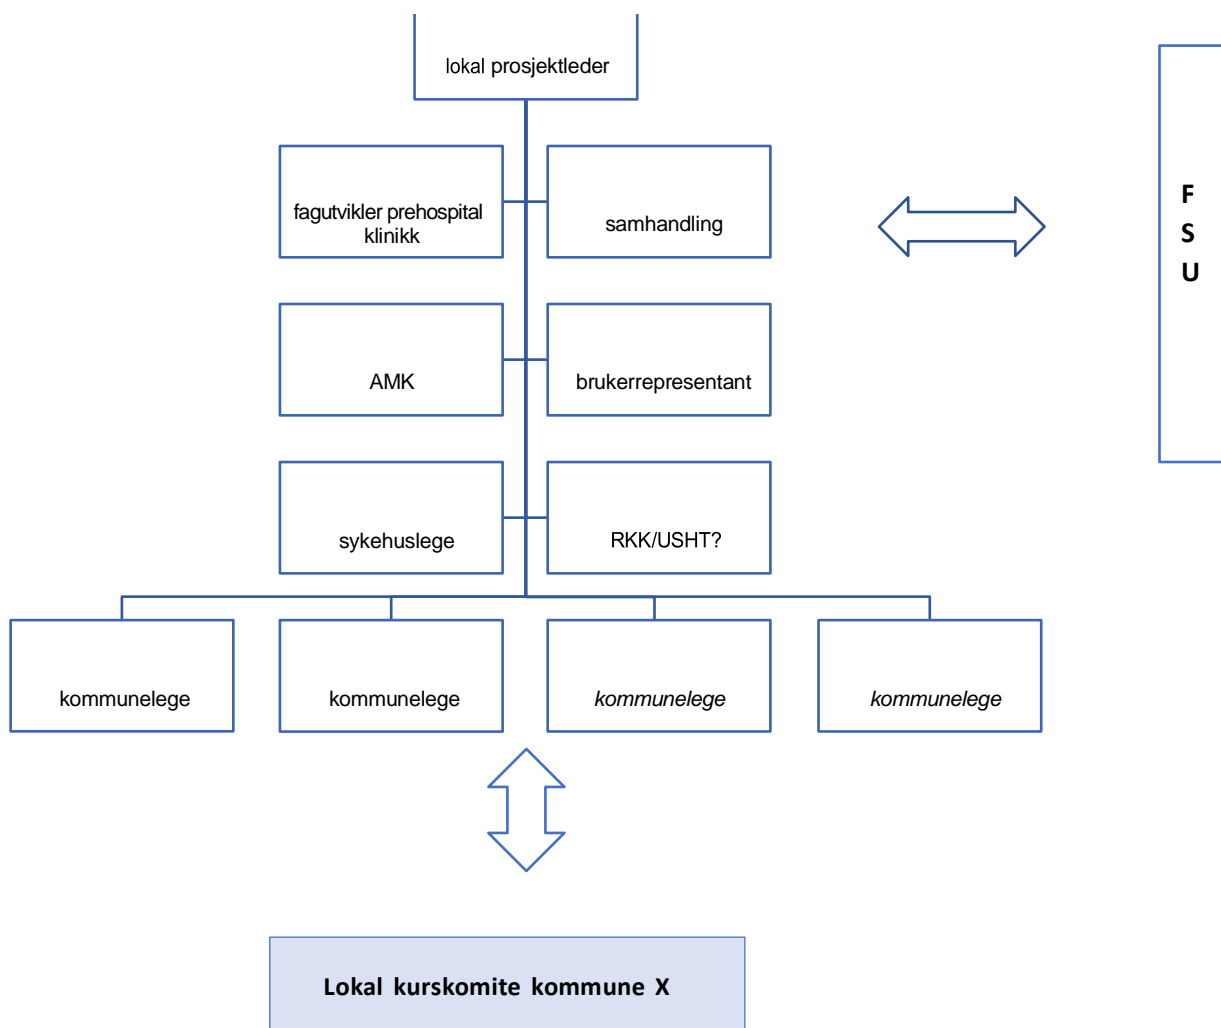 lokal prosjektleder
fagutvikler prehospital
klinikk
samhandling
F
S
U
AMK
brukerrepresentant
sykehuslege
RKK/USHT?
kommunelege
kommunelege
kommunelege
kommunelege
Lokal kurskomite kommune X